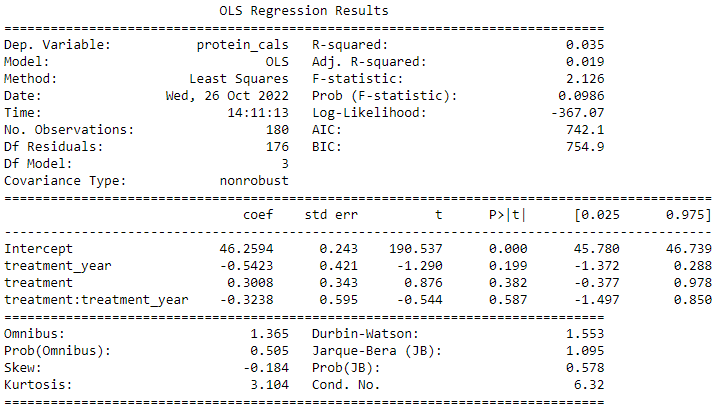 OLS Regression Results
==============================================================================
Dep. Variable:           protein_cals   R-squared:                       0.035
Model:                            OLS   Adj. R-squared:                  0.019
Method:                 Least Squares   F-statistic:                     2.126
Date:                Wed, 26 Oct 2022   Prob (F-statistic):             0.0986
Time:                        14:11:13   Log-Likelihood:                -367.07
No. Observations:                 180   AIC:                             742.1
Df Residuals:                     176   BIC:                             754.9
Df Model:                           3
Covariance Type:            nonrobust
============================================================================================
                               coef    std err          t      P>|t|      [0.025      0.975]
--------------------------------------------------------------------------------------------
Intercept                   46.2594      0.243    190.537      0.000      45.780      46.739
treatment_year              -0.5423      0.421     -1.290      0.199      -1.372       0.288
treatment                    0.3008      0.343      0.876      0.382      -0.377       0.978
treatment:treatment_year    -0.3238      0.595     -0.544      0.587      -1.497       0.850
==============================================================================
Omnibus:                        1.365   Durbin-Watson:                   1.553
Prob(Omnibus):                  0.505   Jarque-Bera (JB):                1.095
Skew:                          -0.184   Prob(JB):                        0.578
Kurtosis:                       3.104   Cond. No.                         6.32
==============================================================================